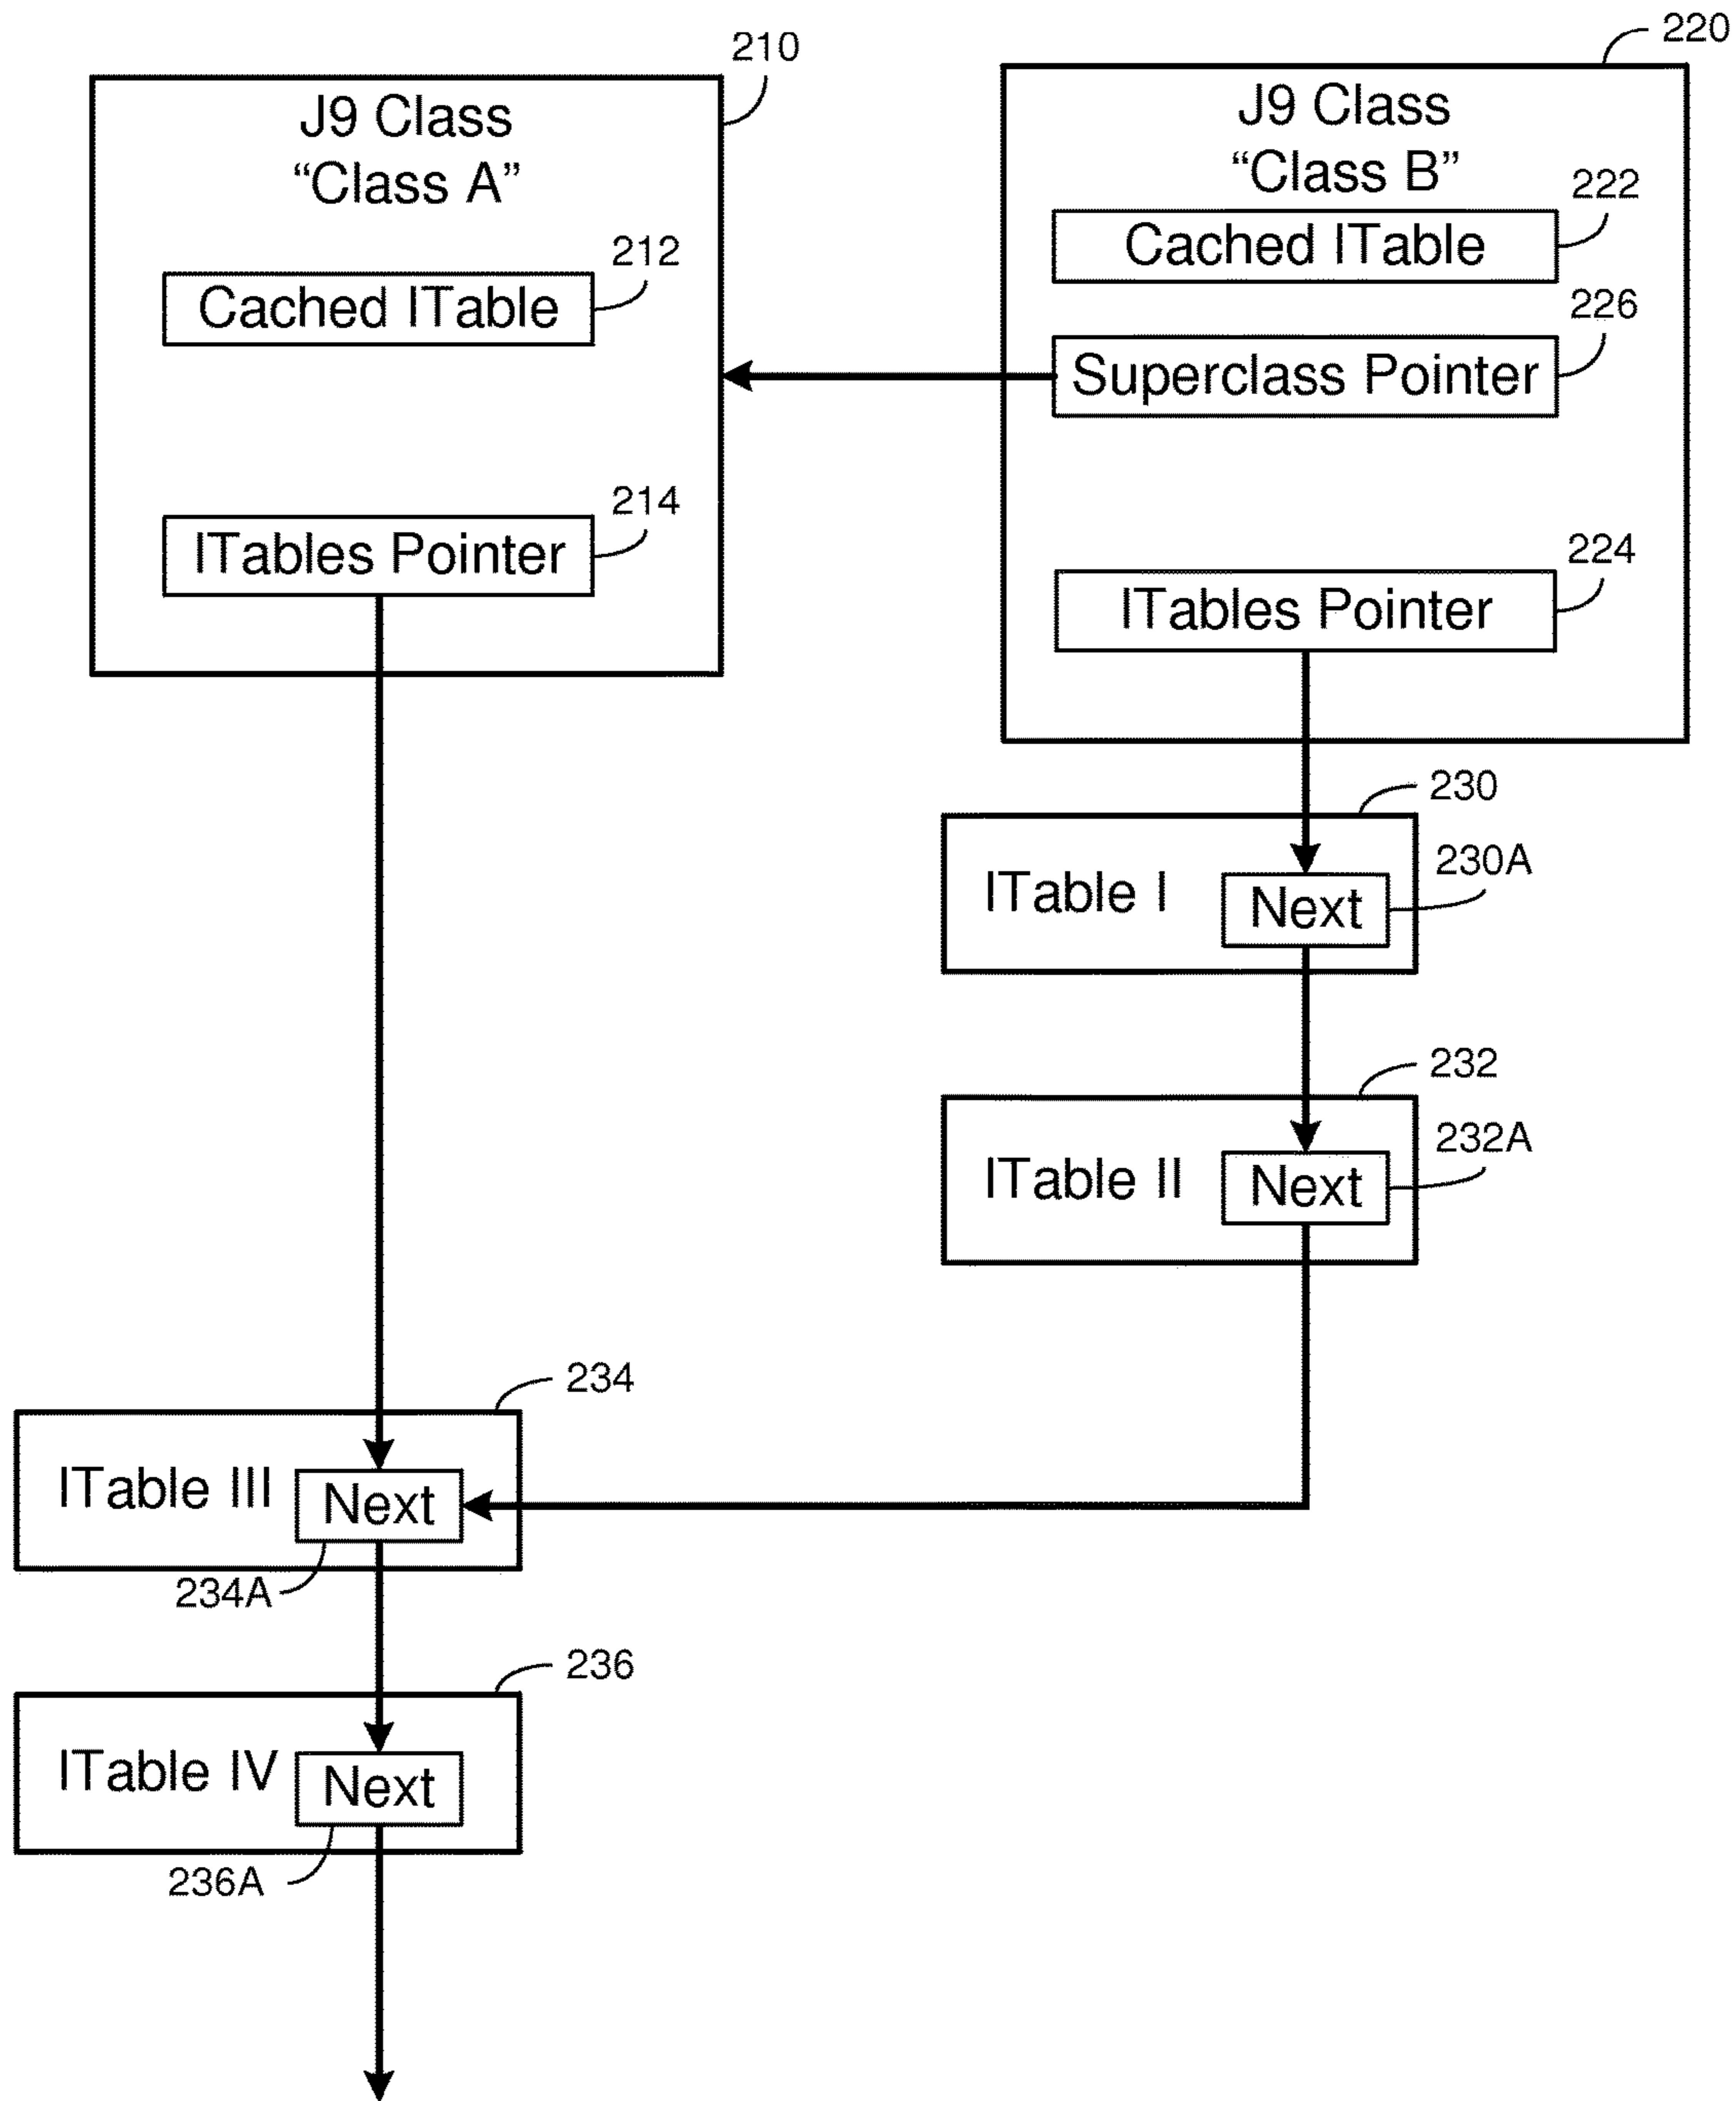 210
J9 Class
“Class A”
212
Cached ITable
214
ITables Pointer
220
J9 Class
“Class B”
222
Cached ITable
226
Superclass Pointer
224
ITables Pointer
230
230A
ITable I
Next
232
232A
ITable II
Next
234
ITable III
Next
234A
236
ITable IV
Next
236A